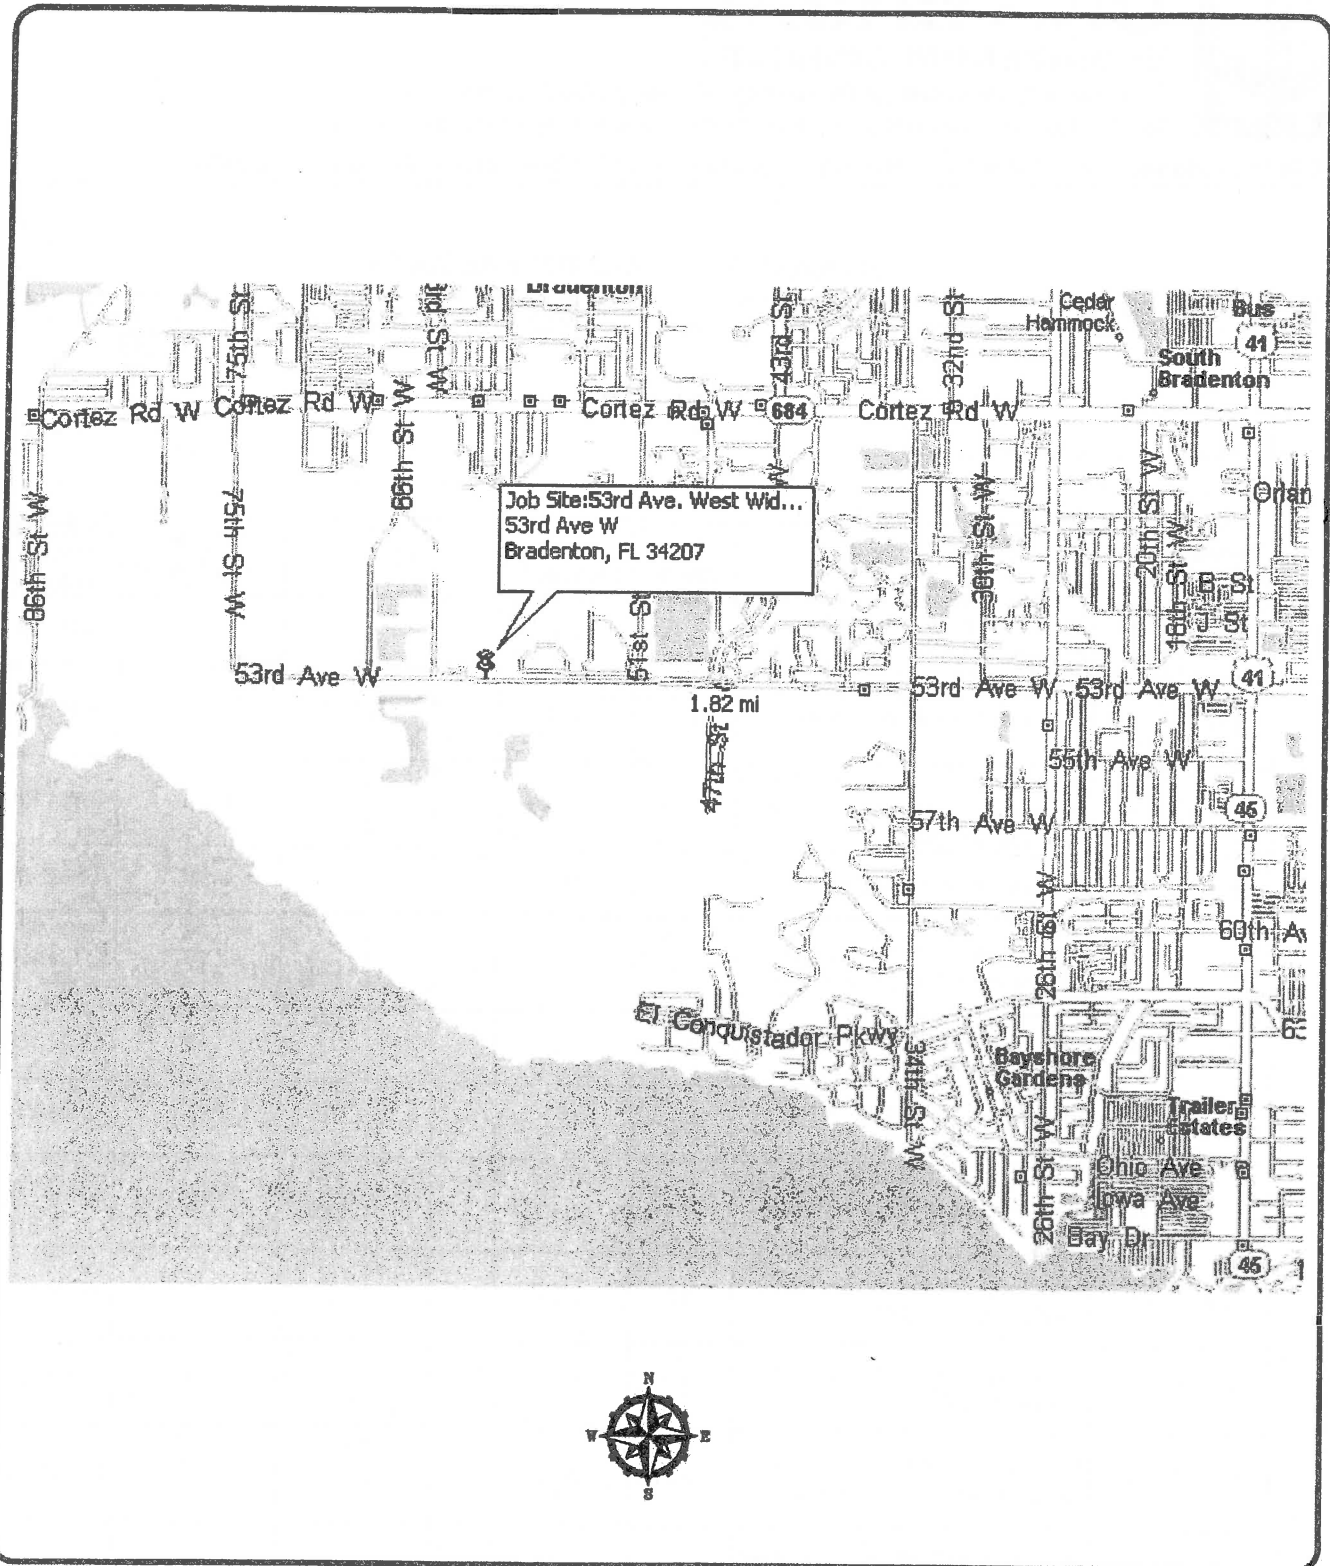 Bradenton
Cedar
Hammock
Bus
41
75th St
43rd St
32nd St
South
Bradenton
Cortez Rd W
Cortez Rd W
Cortez Rd W
684
Cortez Rd W
66th St W
86th St W
75th St W
Job Site:53rd Ave. West Wid...
53rd Ave W
Bradenton, FL 34207
W
30th St W
20th St W
18th St W
Orlan
B St
J St
51st St
53rd Ave W
53rd Ave W
53rd Ave W
41
1.82 mi
47th St
55th Ave W
45
57th Ave W
26th St W
60th Av
El Conquistador Pkwy
34th St W
63
Bayshore
Gardens
Trailer
Estates
26th St W
Ohio Ave
Iowa Ave
Bay Dr
45
N
W
E
S